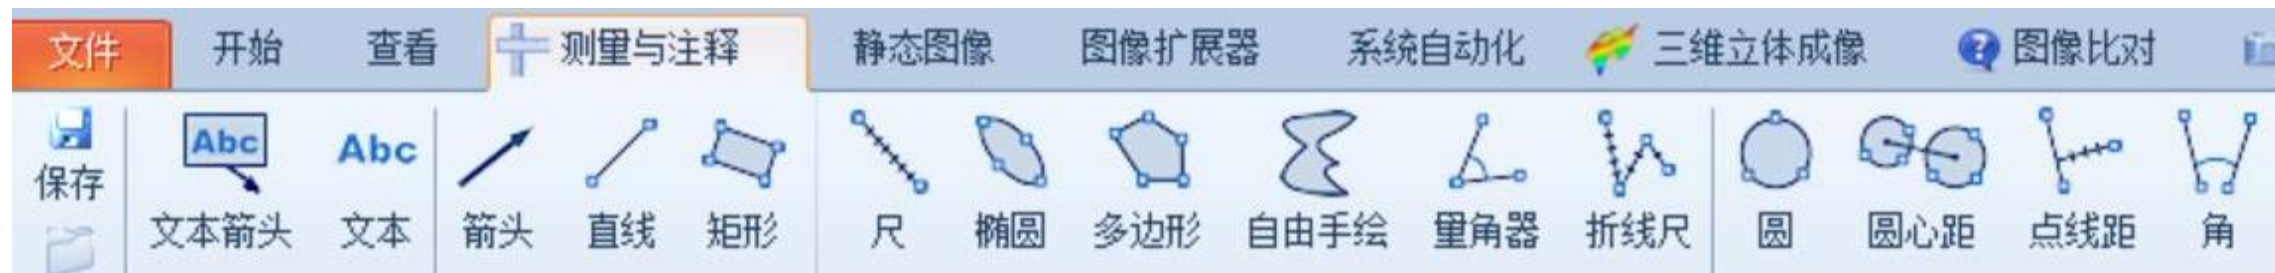 文件 开始 查看 测量与注释 静态图像 图像扩展器 系统自动化 三维立体成像 图像比对
Abc Abc
保存
文本箭头 文本 箭头 直线 矩形 尺 椭圆 多边形 自由手绘 量角器 折线尺 圆 圆心距 点线距 角